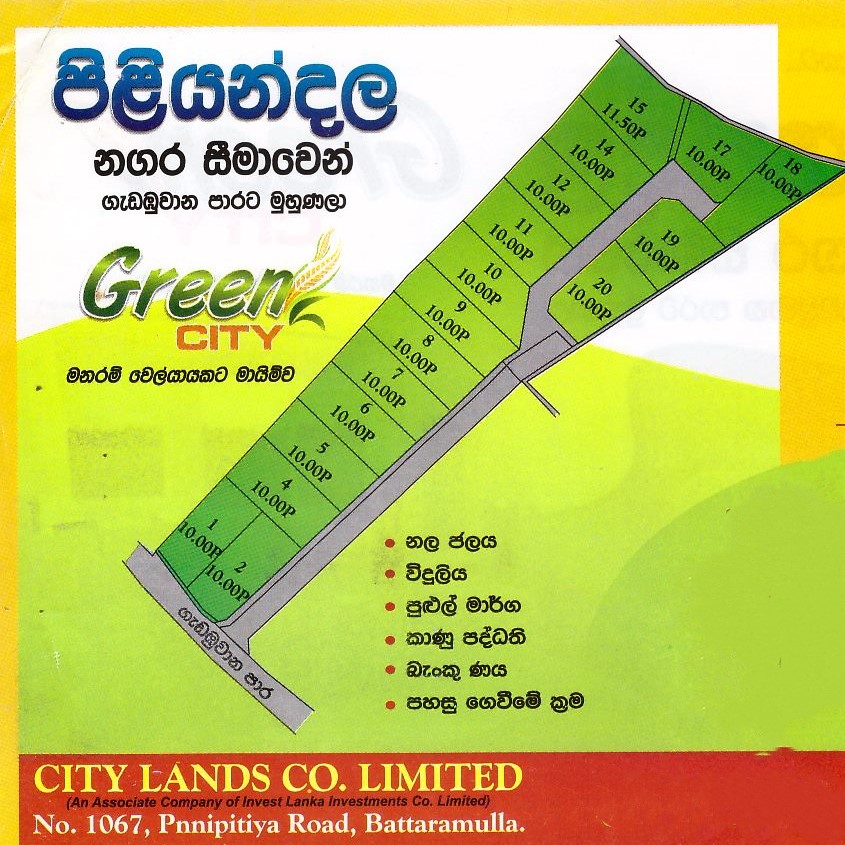 පිළියන්දල
නගර සීමාවෙන්
ගැඩඹුවාන පාරට මුහුණලා
Green
CITY
මනරම් වෙල්යායකට මායිම්ව
15
11.50P
17
10.00P
18
10.00P
14
10.00P
12
10.00P
11
10.00P
19
10.00P
10
10.00P
20
10.00P
9
10.00P
8
10.00P
7
10.00P
6
10.00P
5
10.00P
4
10.00P
1
10.00P
2
10.00P
ගැඩඹුවාන පාර
නල ජලය
විදුලිය
පුළුල් මාර්ග
කාණු පද්ධති
බැංකු ණය
පහසු ගෙවීමේ ක්‍රම
CITY LANDS CO. LIMITED
(An Associate Company of Invest Lanka Investments Co. Limited)
No. 1067, Pnnipitiya Road, Battaramulla.